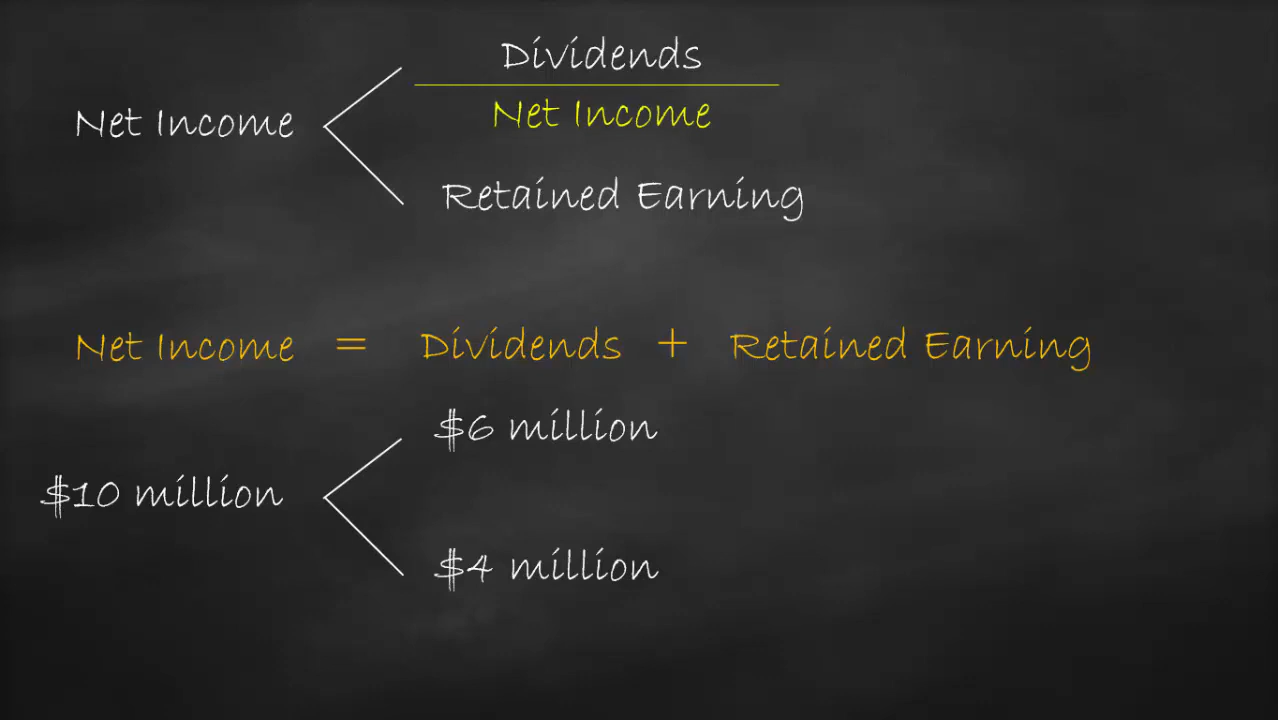 Dividends
Net Income
Net Income
Retained Earning
Net Income = Dividends + Retained Earning
$6 million
$10 million
$4 million